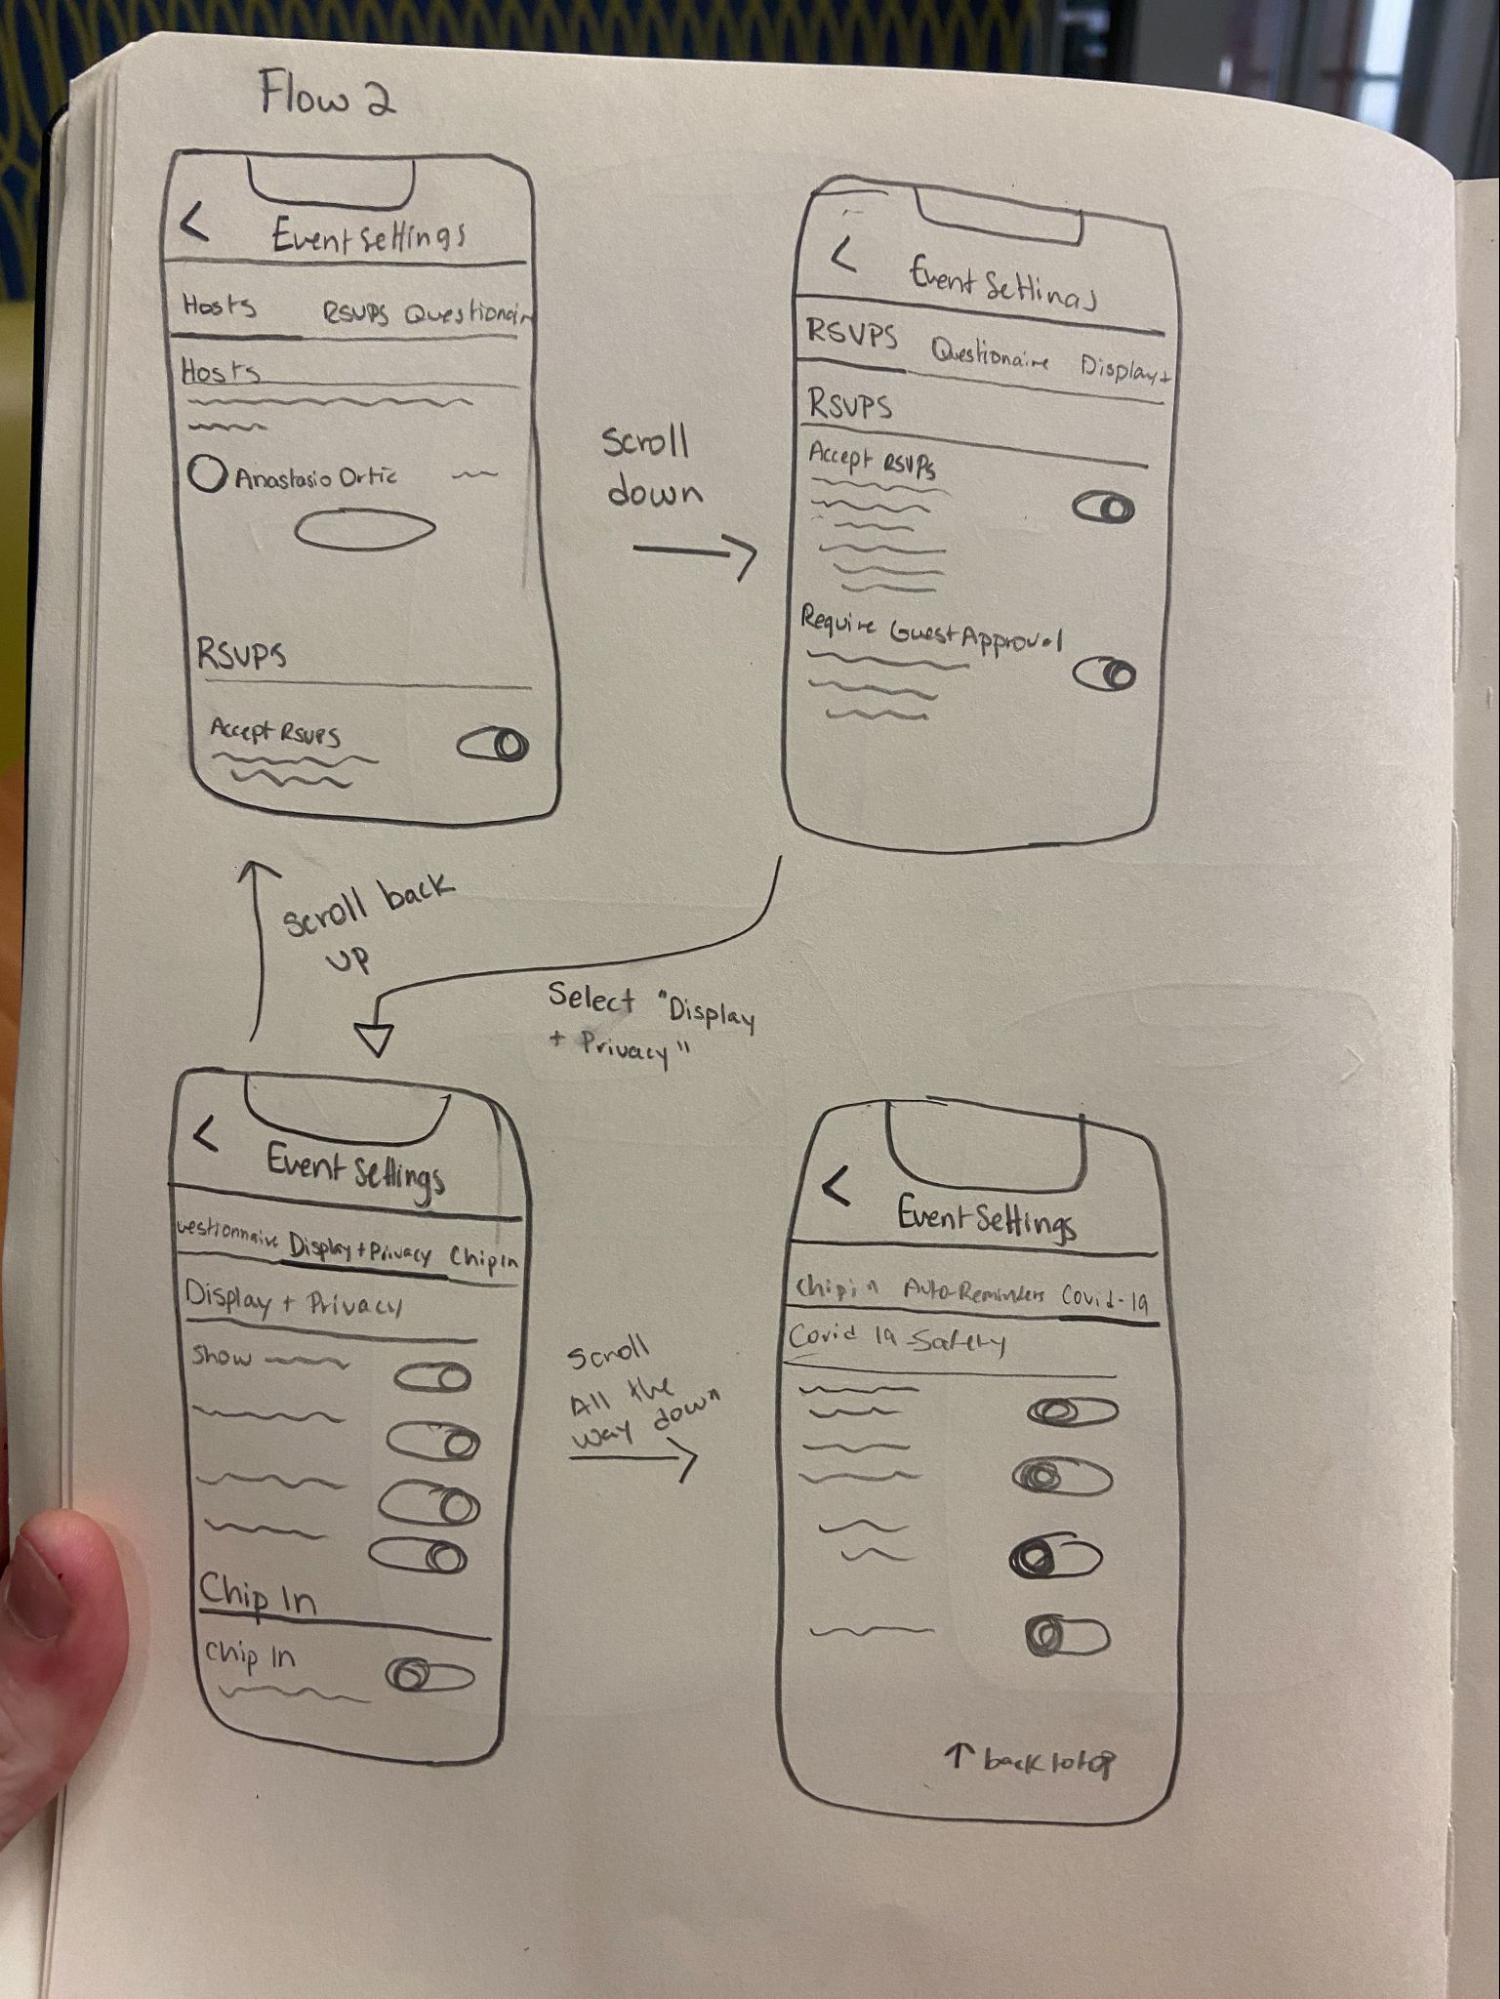 Flow 2
<
Event Settings
Hosts RSVPS Questionair
Hosts
Anastasio Ortic
RSVPS
Accept RSVPS
Scroll
down
<
Event Settings
RSVPS Questionaire Display+
RSVPS
Accept RSVPs
Require Guest Approval
Scroll back
up
Select "Display
+ Privacy"
<
Event Settings
uestionnaire Display + Privacy Chip In
Display + Privacy
Show
Chip In
Chip In
Scroll
All the
way down
<
Event Settings
Chip in Auto-Reminders Covid-19
Covid 19 Safety
↑ back to top